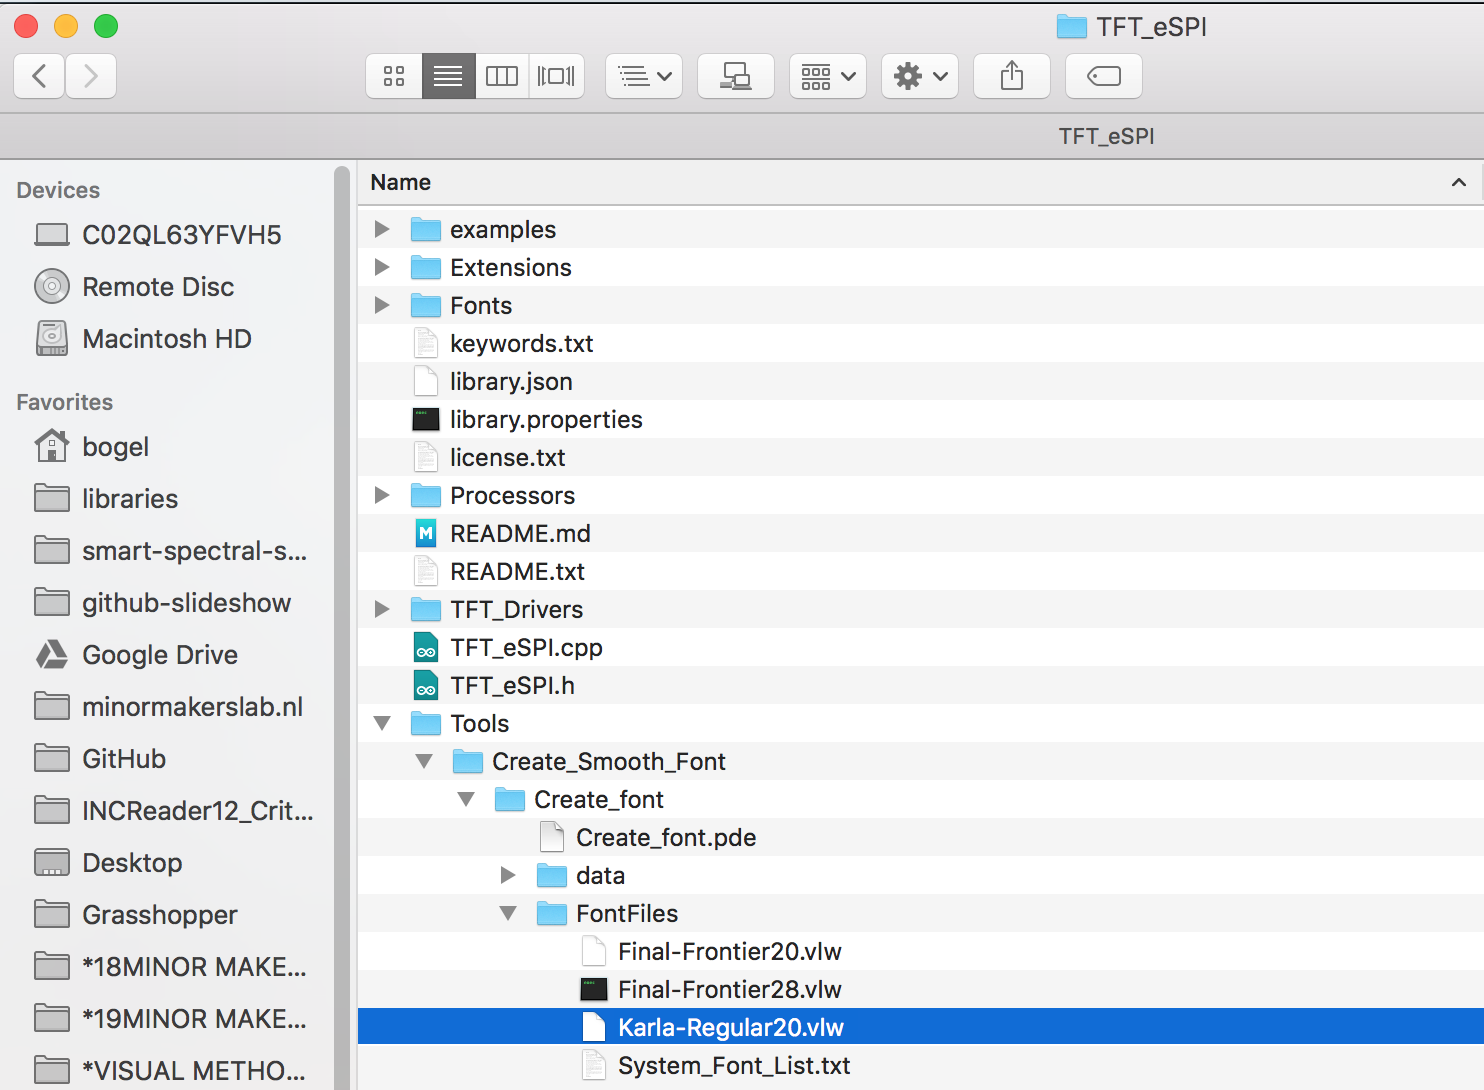 TFT_eSPI
TFT_eSPI
Devices
C02QL63YFVH5
Remote Disc
Macintosh HD
Favorites
bogel
libraries
smart-spectral-s...
github-slideshow
Google Drive
minormakerslab.nl
GitHub
INCReader12_Crit...
Desktop
Grasshopper
*18MINOR MAKE...
*19MINOR MAKE...
*VISUAL METHO...
Name
examples
Extensions
Fonts
keywords.txt
library.json
library.properties
license.txt
Processors
README.md
README.txt
TFT_Drivers
TFT_eSPI.cpp
TFT_eSPI.h
Tools
Create_Smooth_Font
Create_font
Create_font.pde
data
FontFiles
Final-Frontier20.vlw
Final-Frontier28.vlw
Karla-Regular20.vlw
System_Font_List.txt